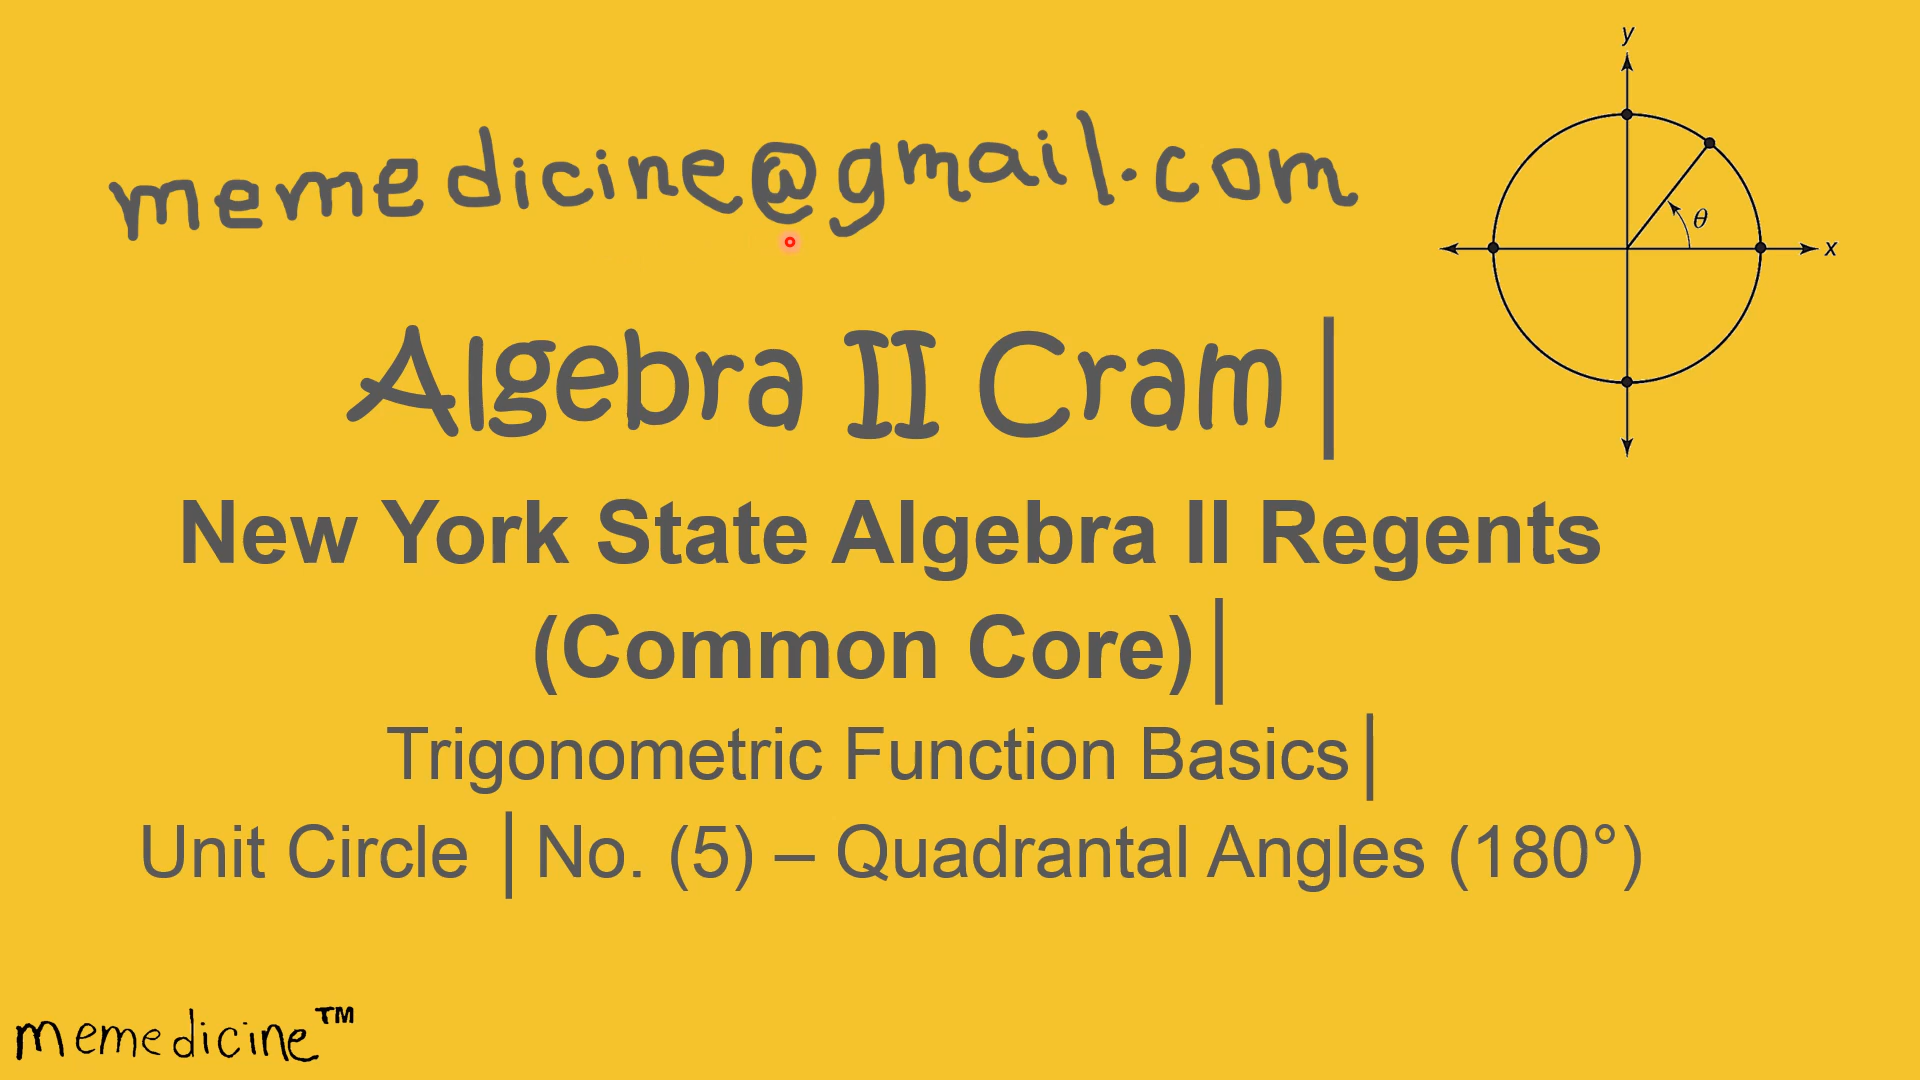 memedicine@gmail.com
y
θ
x
Algebra II Cram|
New York State Algebra II Regents
(Common Core)|
Trigonometric Function Basics|
Unit Circle |No. (5) – Quadrantal Angles (180°)
memedicine™